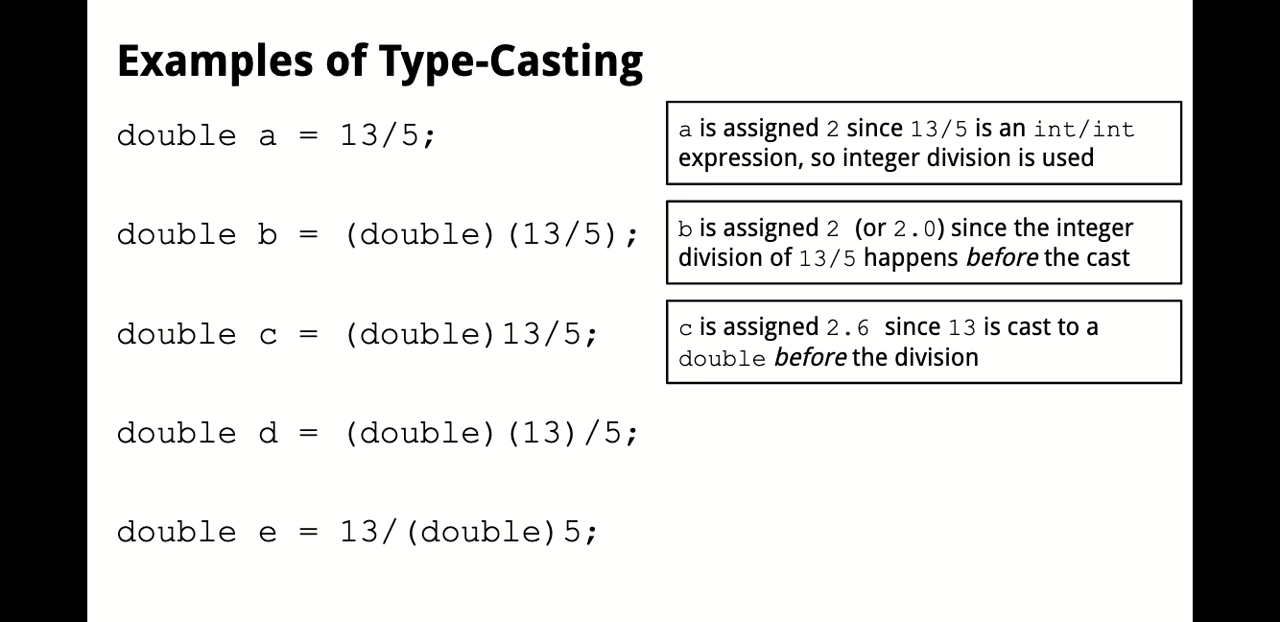 Examples of Type-Casting
double a = 13/5;
a is assigned 2 since 13/5 is an int/int
expression, so integer division is used
double b = (double)(13/5);
b is assigned 2 (or 2.0) since the integer
division of 13/5 happens before the cast
double c = (double)13/5;
c is assigned 2.6 since 13 is cast to a
double before the division
double d = (double)(13)/5;
double e = 13/(double)5;